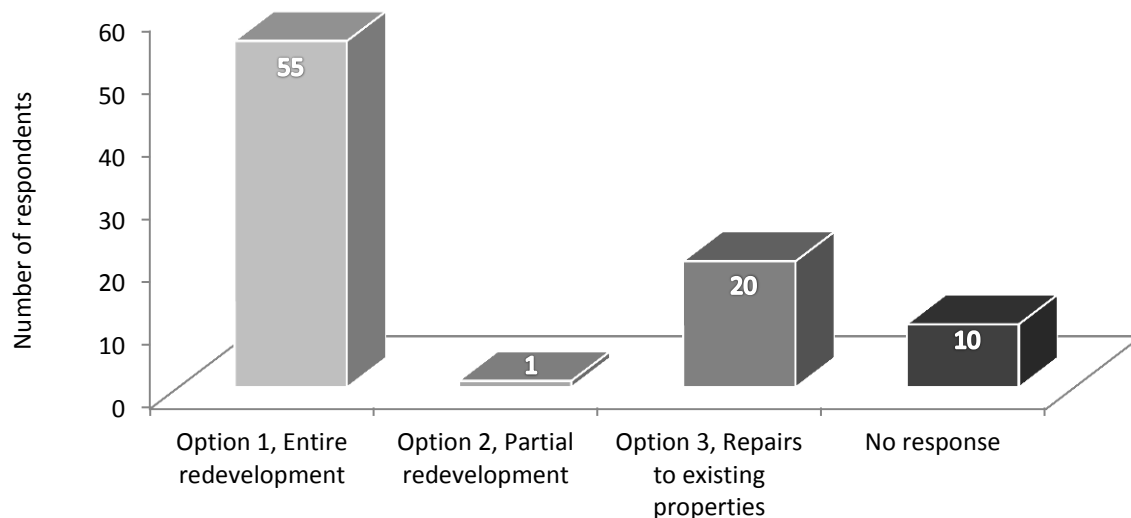 Number of respondents
60
50
40
30
20
10
0
55
1
20
10
Option 1, Entire
redevelopment
Option 2, Partial
redevelopment
Option 3, Repairs
to existing
properties
No response